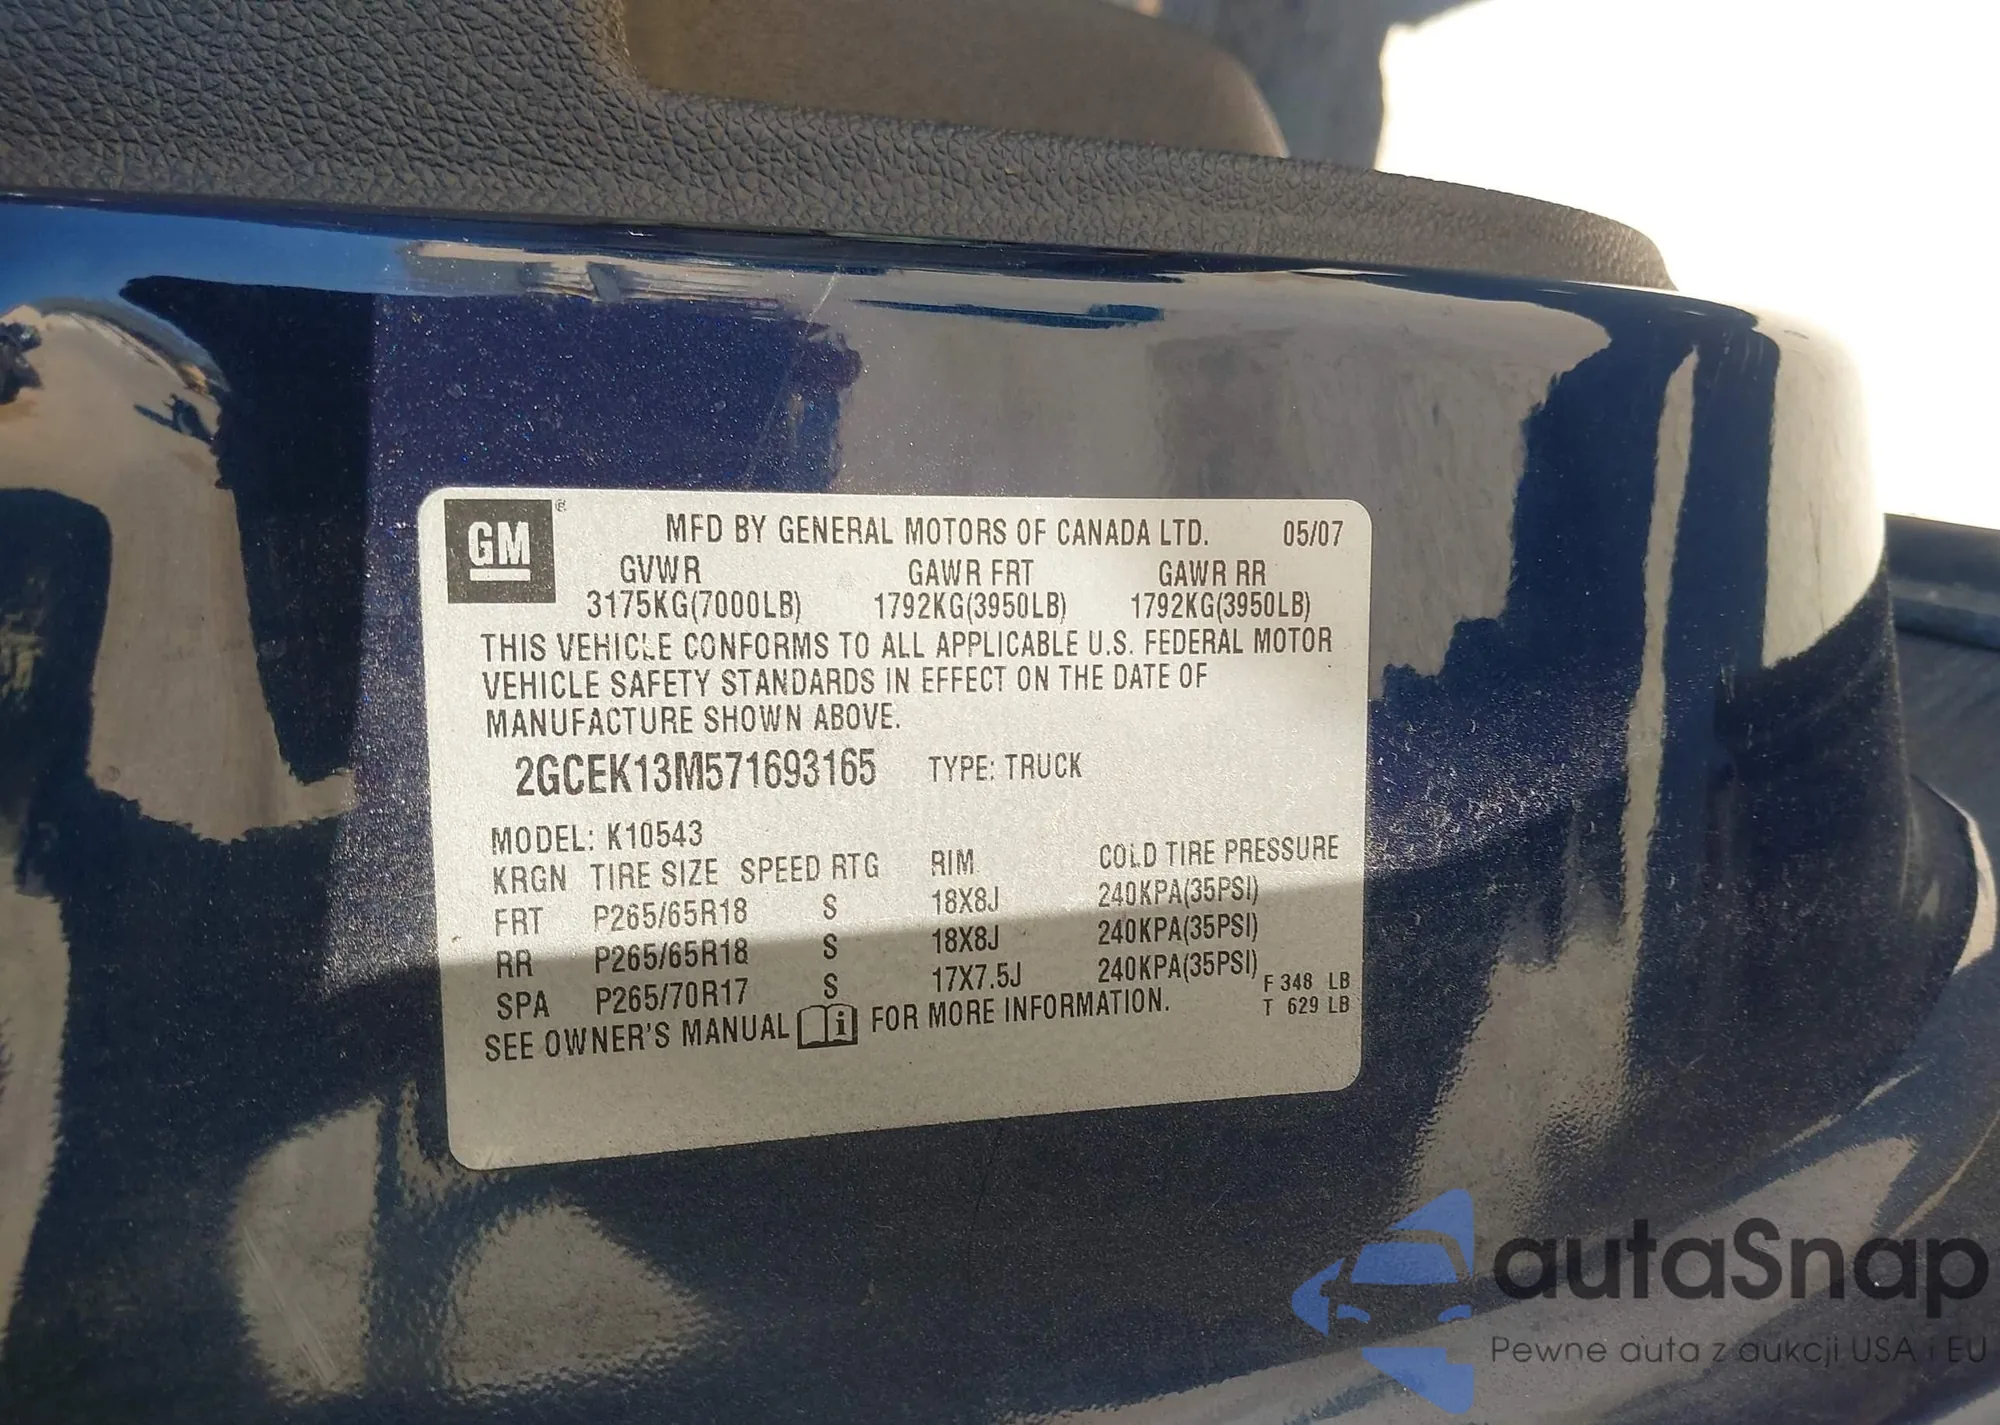 GM ®
MFD BY GENERAL MOTORS OF CANADA LTD. 05/07
GVWR GAWR FRT GAWR RR
3175KG(7000LB) 1792KG(3950LB) 1792KG(3950LB)
THIS VEHICLE CONFORMS TO ALL APPLICABLE U.S. FEDERAL MOTOR
VEHICLE SAFETY STANDARDS IN EFFECT ON THE DATE OF
MANUFACTURE SHOWN ABOVE.
2GCEK13M571693165 TYPE: TRUCK
MODEL: K10543
KRGN TIRE SIZE SPEED RTG RIM COLD TIRE PRESSURE
FRT P265/65R18 S 18X8J 240KPA(35PSI)
RR P265/65R18 S 18X8J 240KPA(35PSI)
SPA P265/70R17 S 17X7.5J 240KPA(35PSI)
F 348 LB
T 629 LB
SEE OWNER'S MANUAL i FOR MORE INFORMATION.
autaSnap
Pewne auta z aukcji USA i EU